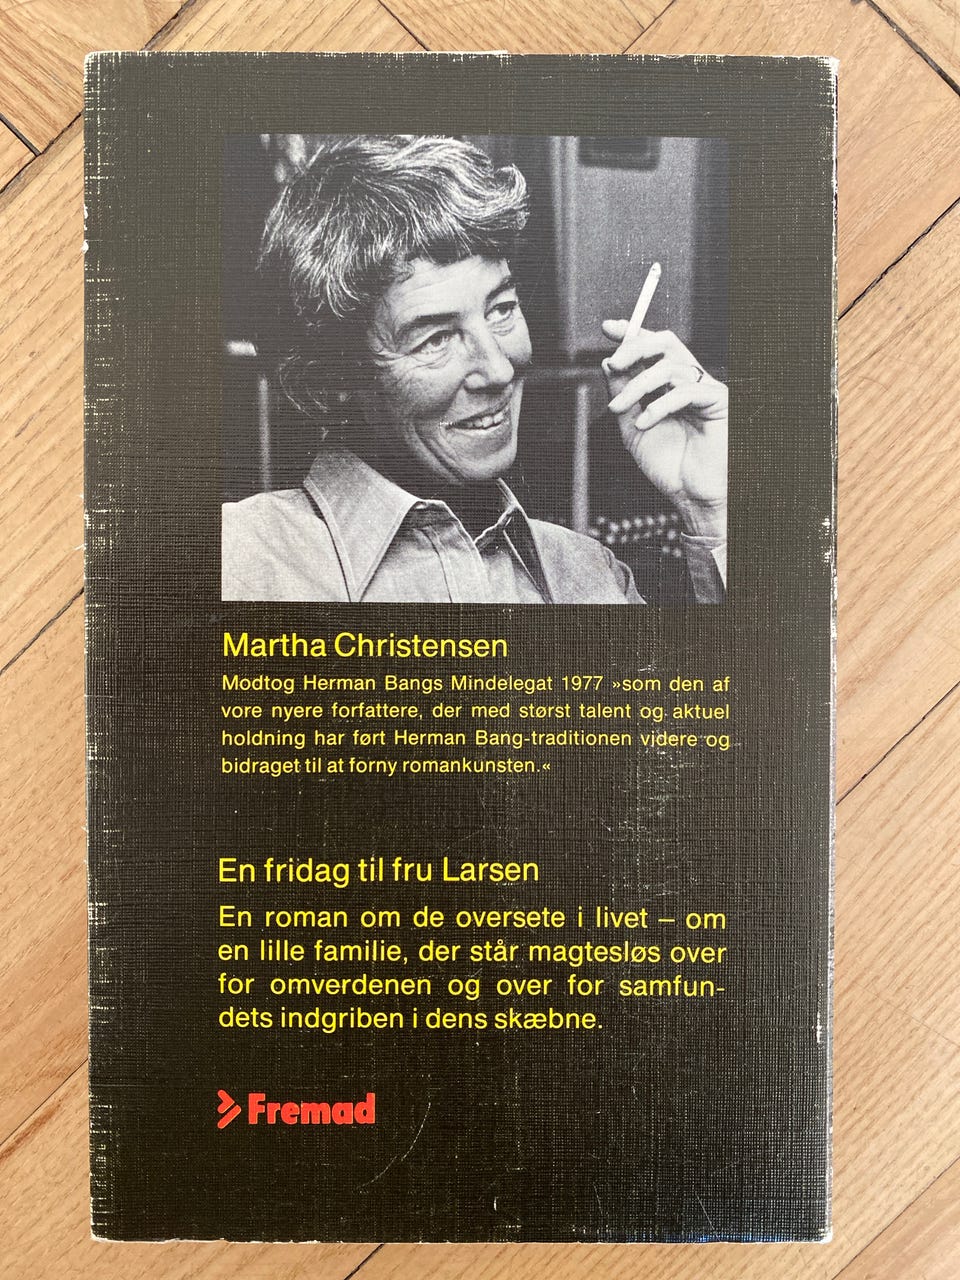 Martha Christensen
Modtog Herman Bangs Mindelegat 1977 »som den af
vore nyere forfattere, der med størst talent og aktuel
holdning har ført Herman Bang-traditionen videre og
bidraget til at forny romankunsten.«
En fridag til fru Larsen
En roman om de oversete i livet – om
en lille familie, der står magtesløs over
for omverdenen og over for samfun-
dets indgriben i dens skæbne.
Fremad